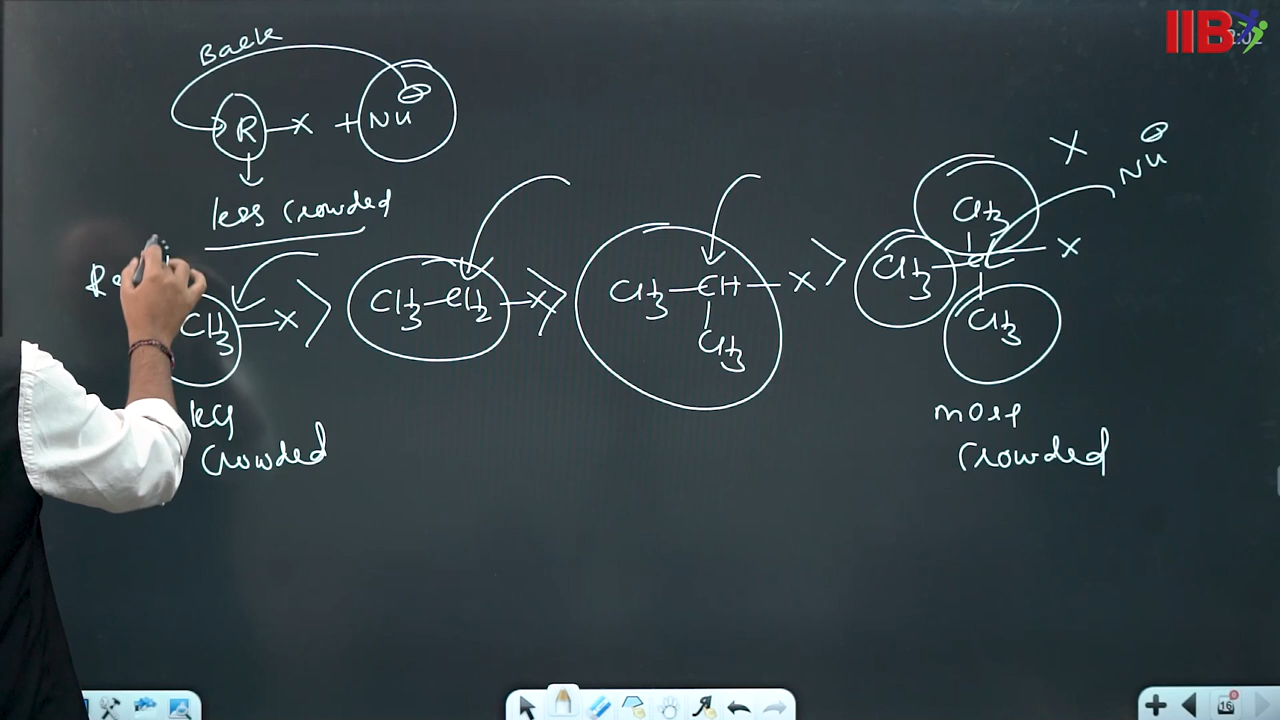 IIB
Back
R—X + Nu⊖
less crowded
X
Nu⊖
CH3—X > CH3—CH2—X > CH3—CH—X > CH3—C—X
CH3
CH3
CH3
less
crowded
more
crowded
16